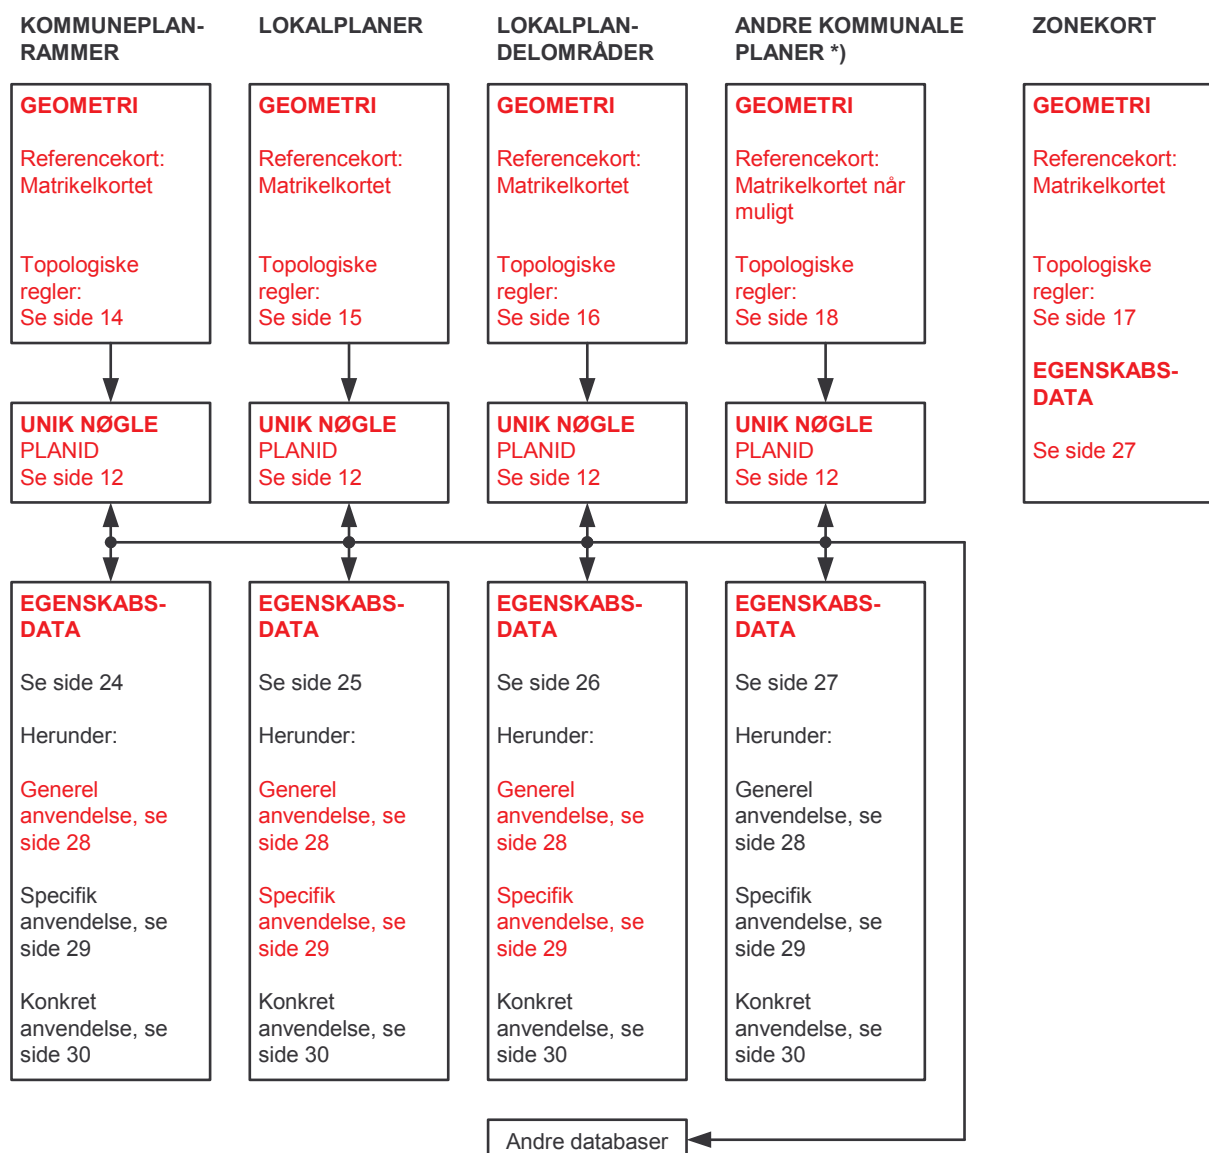 KOMMUNEPLAN-
RAMMER
LOKALPLANER
LOKALPLAN-
DELOMRÅDER
ANDRE KOMMUNALE
PLANER *)
ZONEKORT
GEOMETRI
Referencekort:
Matrikelkortet
Topologiske
regler:
Se side 14
GEOMETRI
Referencekort:
Matrikelkortet
Topologiske
regler:
Se side 15
GEOMETRI
Referencekort:
Matrikelkortet
Topologiske
regler:
Se side 16
GEOMETRI
Referencekort:
Matrikelkortet når
muligt
Topologiske
regler:
Se side 18
GEOMETRI
Referencekort:
Matrikelkortet
Topologiske
regler:
Se side 17
EGENSKABS-
DATA
Se side 27
UNIK NØGLE
PLANID
Se side 12
UNIK NØGLE
PLANID
Se side 12
UNIK NØGLE
PLANID
Se side 12
UNIK NØGLE
PLANID
Se side 12
EGENSKABS-
DATA
Se side 24
Herunder:
Generel
anvendelse, se
side 28
Specifik
anvendelse, se
side 29
Konkret
anvendelse, se
side 30
EGENSKABS-
DATA
Se side 25
Herunder:
Generel
anvendelse, se
side 28
Specifik
anvendelse, se
side 29
Konkret
anvendelse, se
side 30
EGENSKABS-
DATA
Se side 26
Herunder:
Generel
anvendelse, se
side 28
Specifik
anvendelse, se
side 29
Konkret
anvendelse, se
side 30
EGENSKABS-
DATA
Se side 27
Herunder:
Generel
anvendelse, se
side 28
Specifik
anvendelse, se
side 29
Konkret
anvendelse, se
side 30
Andre databaser